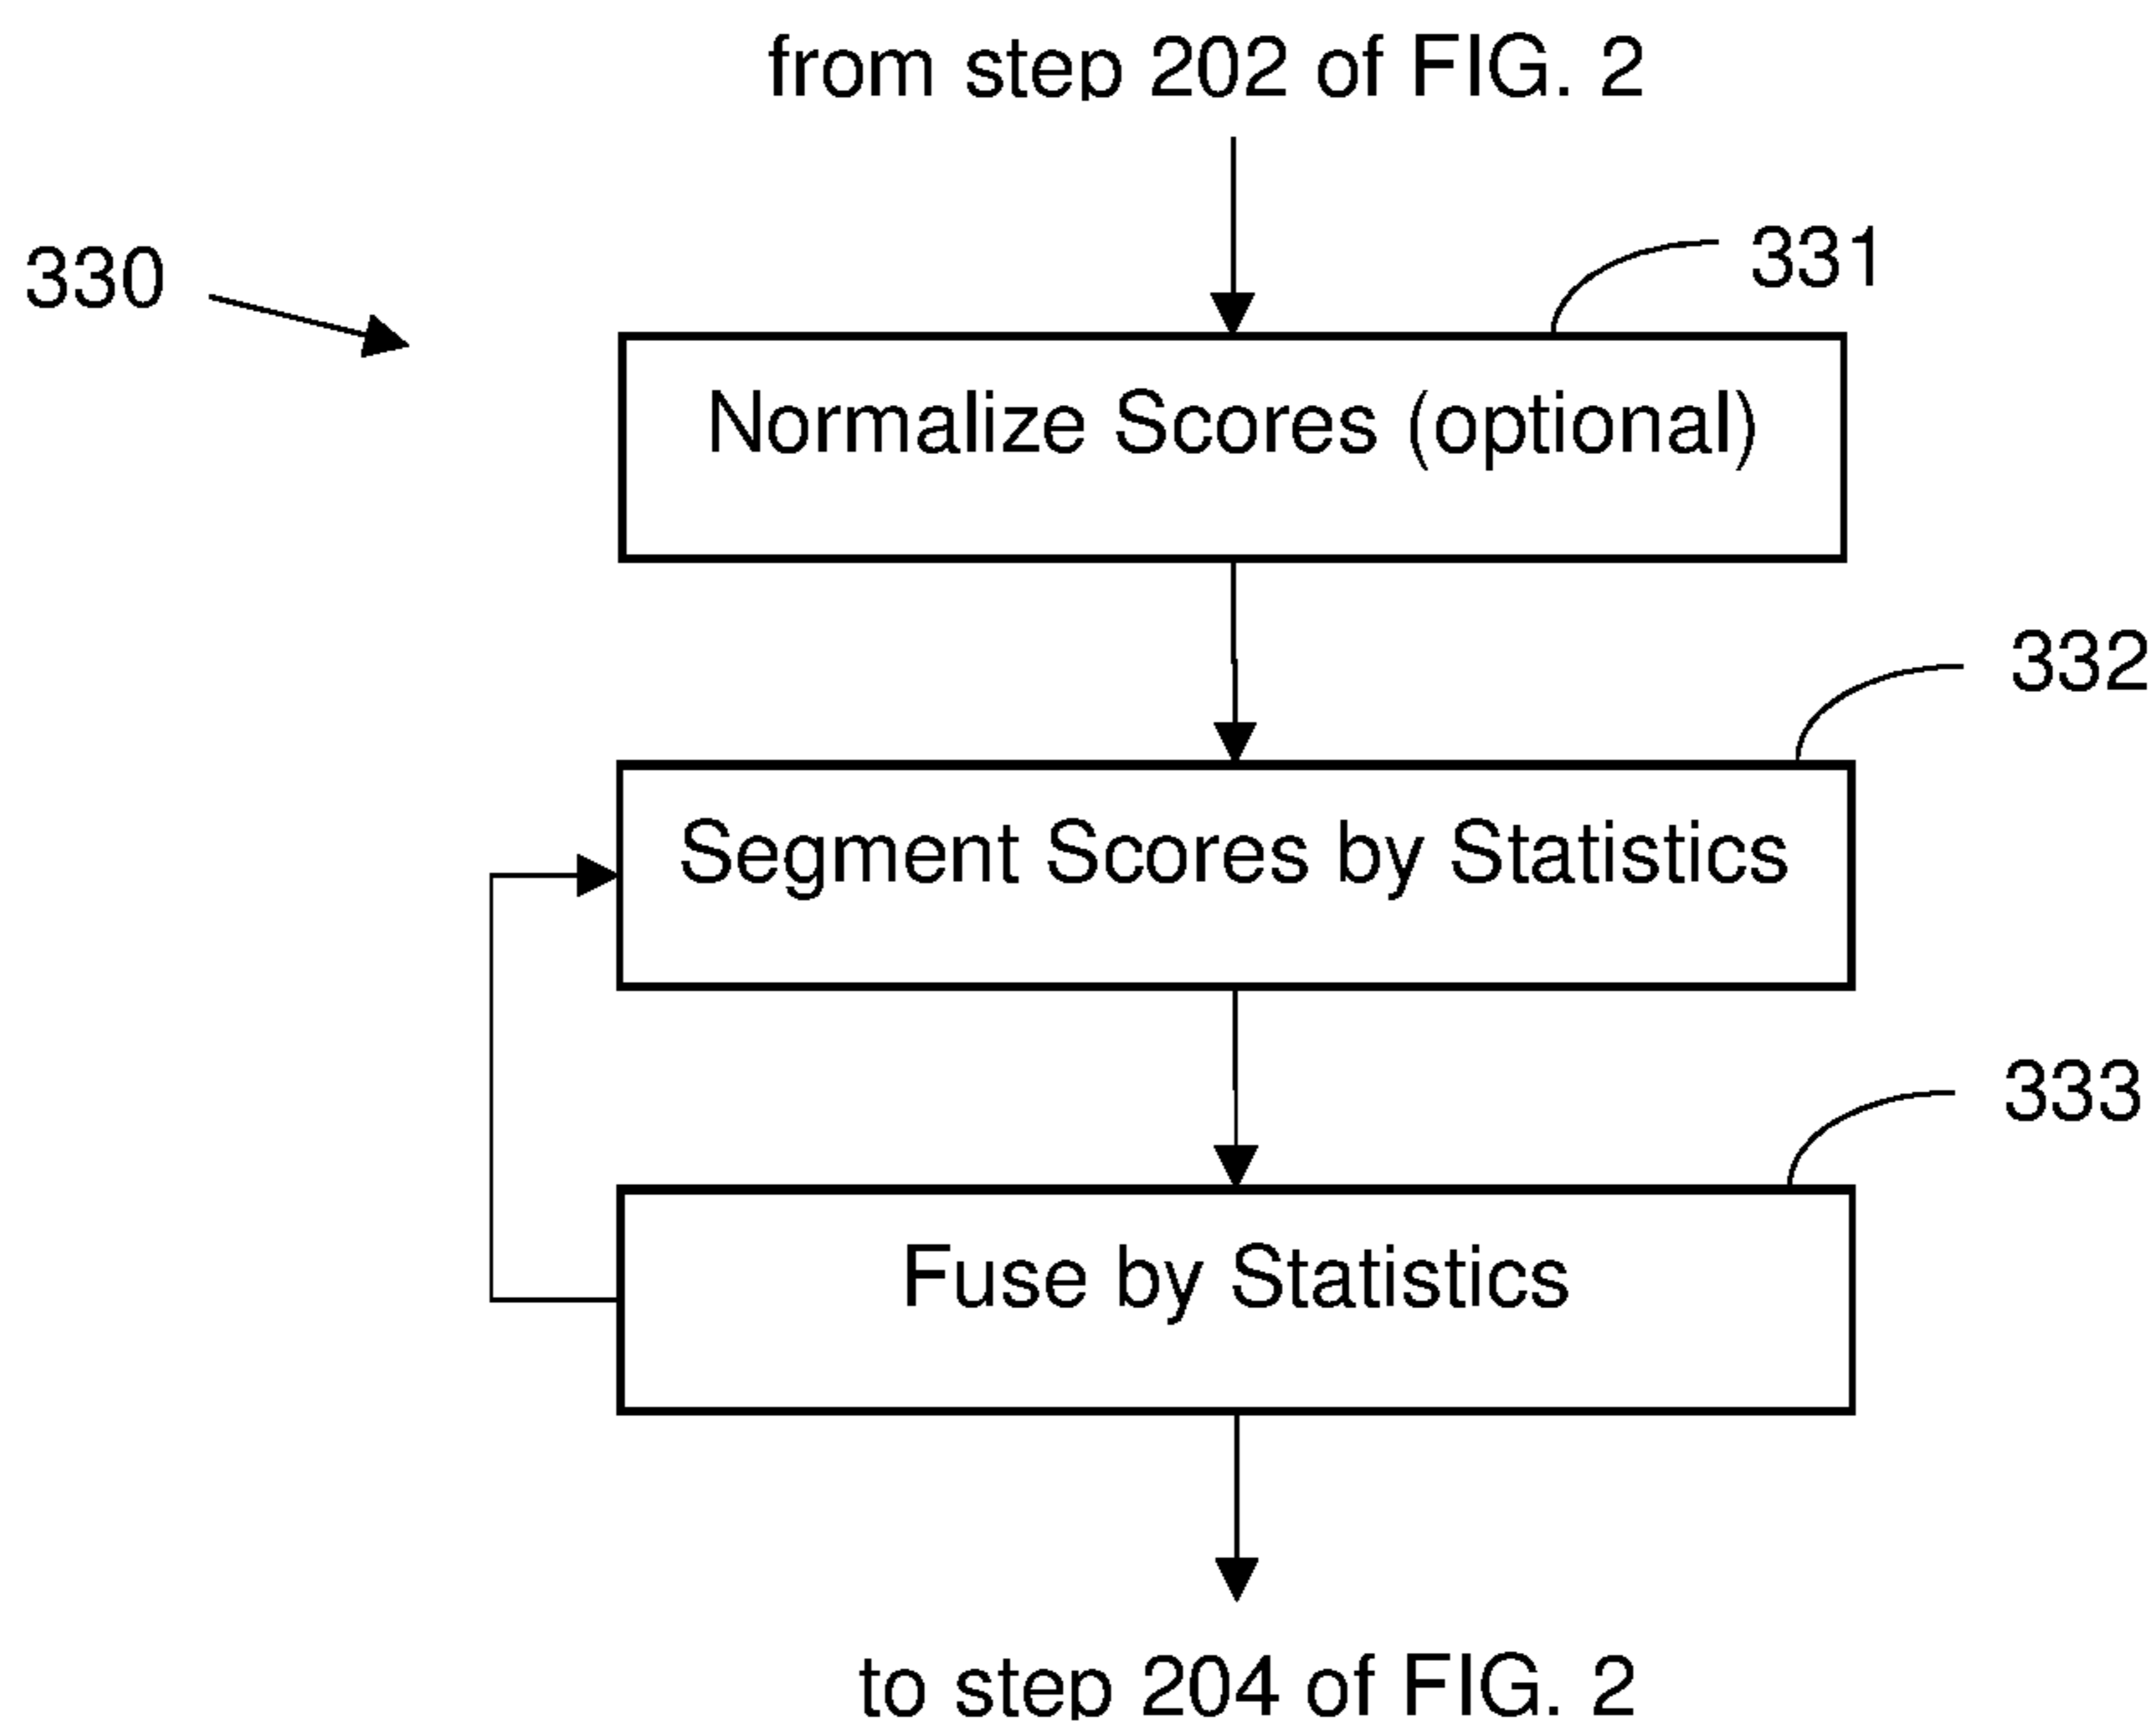 from step 202 of FIG. 2
330
331
Normalize Scores (optional)
332
Segment Scores by Statistics
333
Fuse by Statistics
to step 204 of FIG. 2